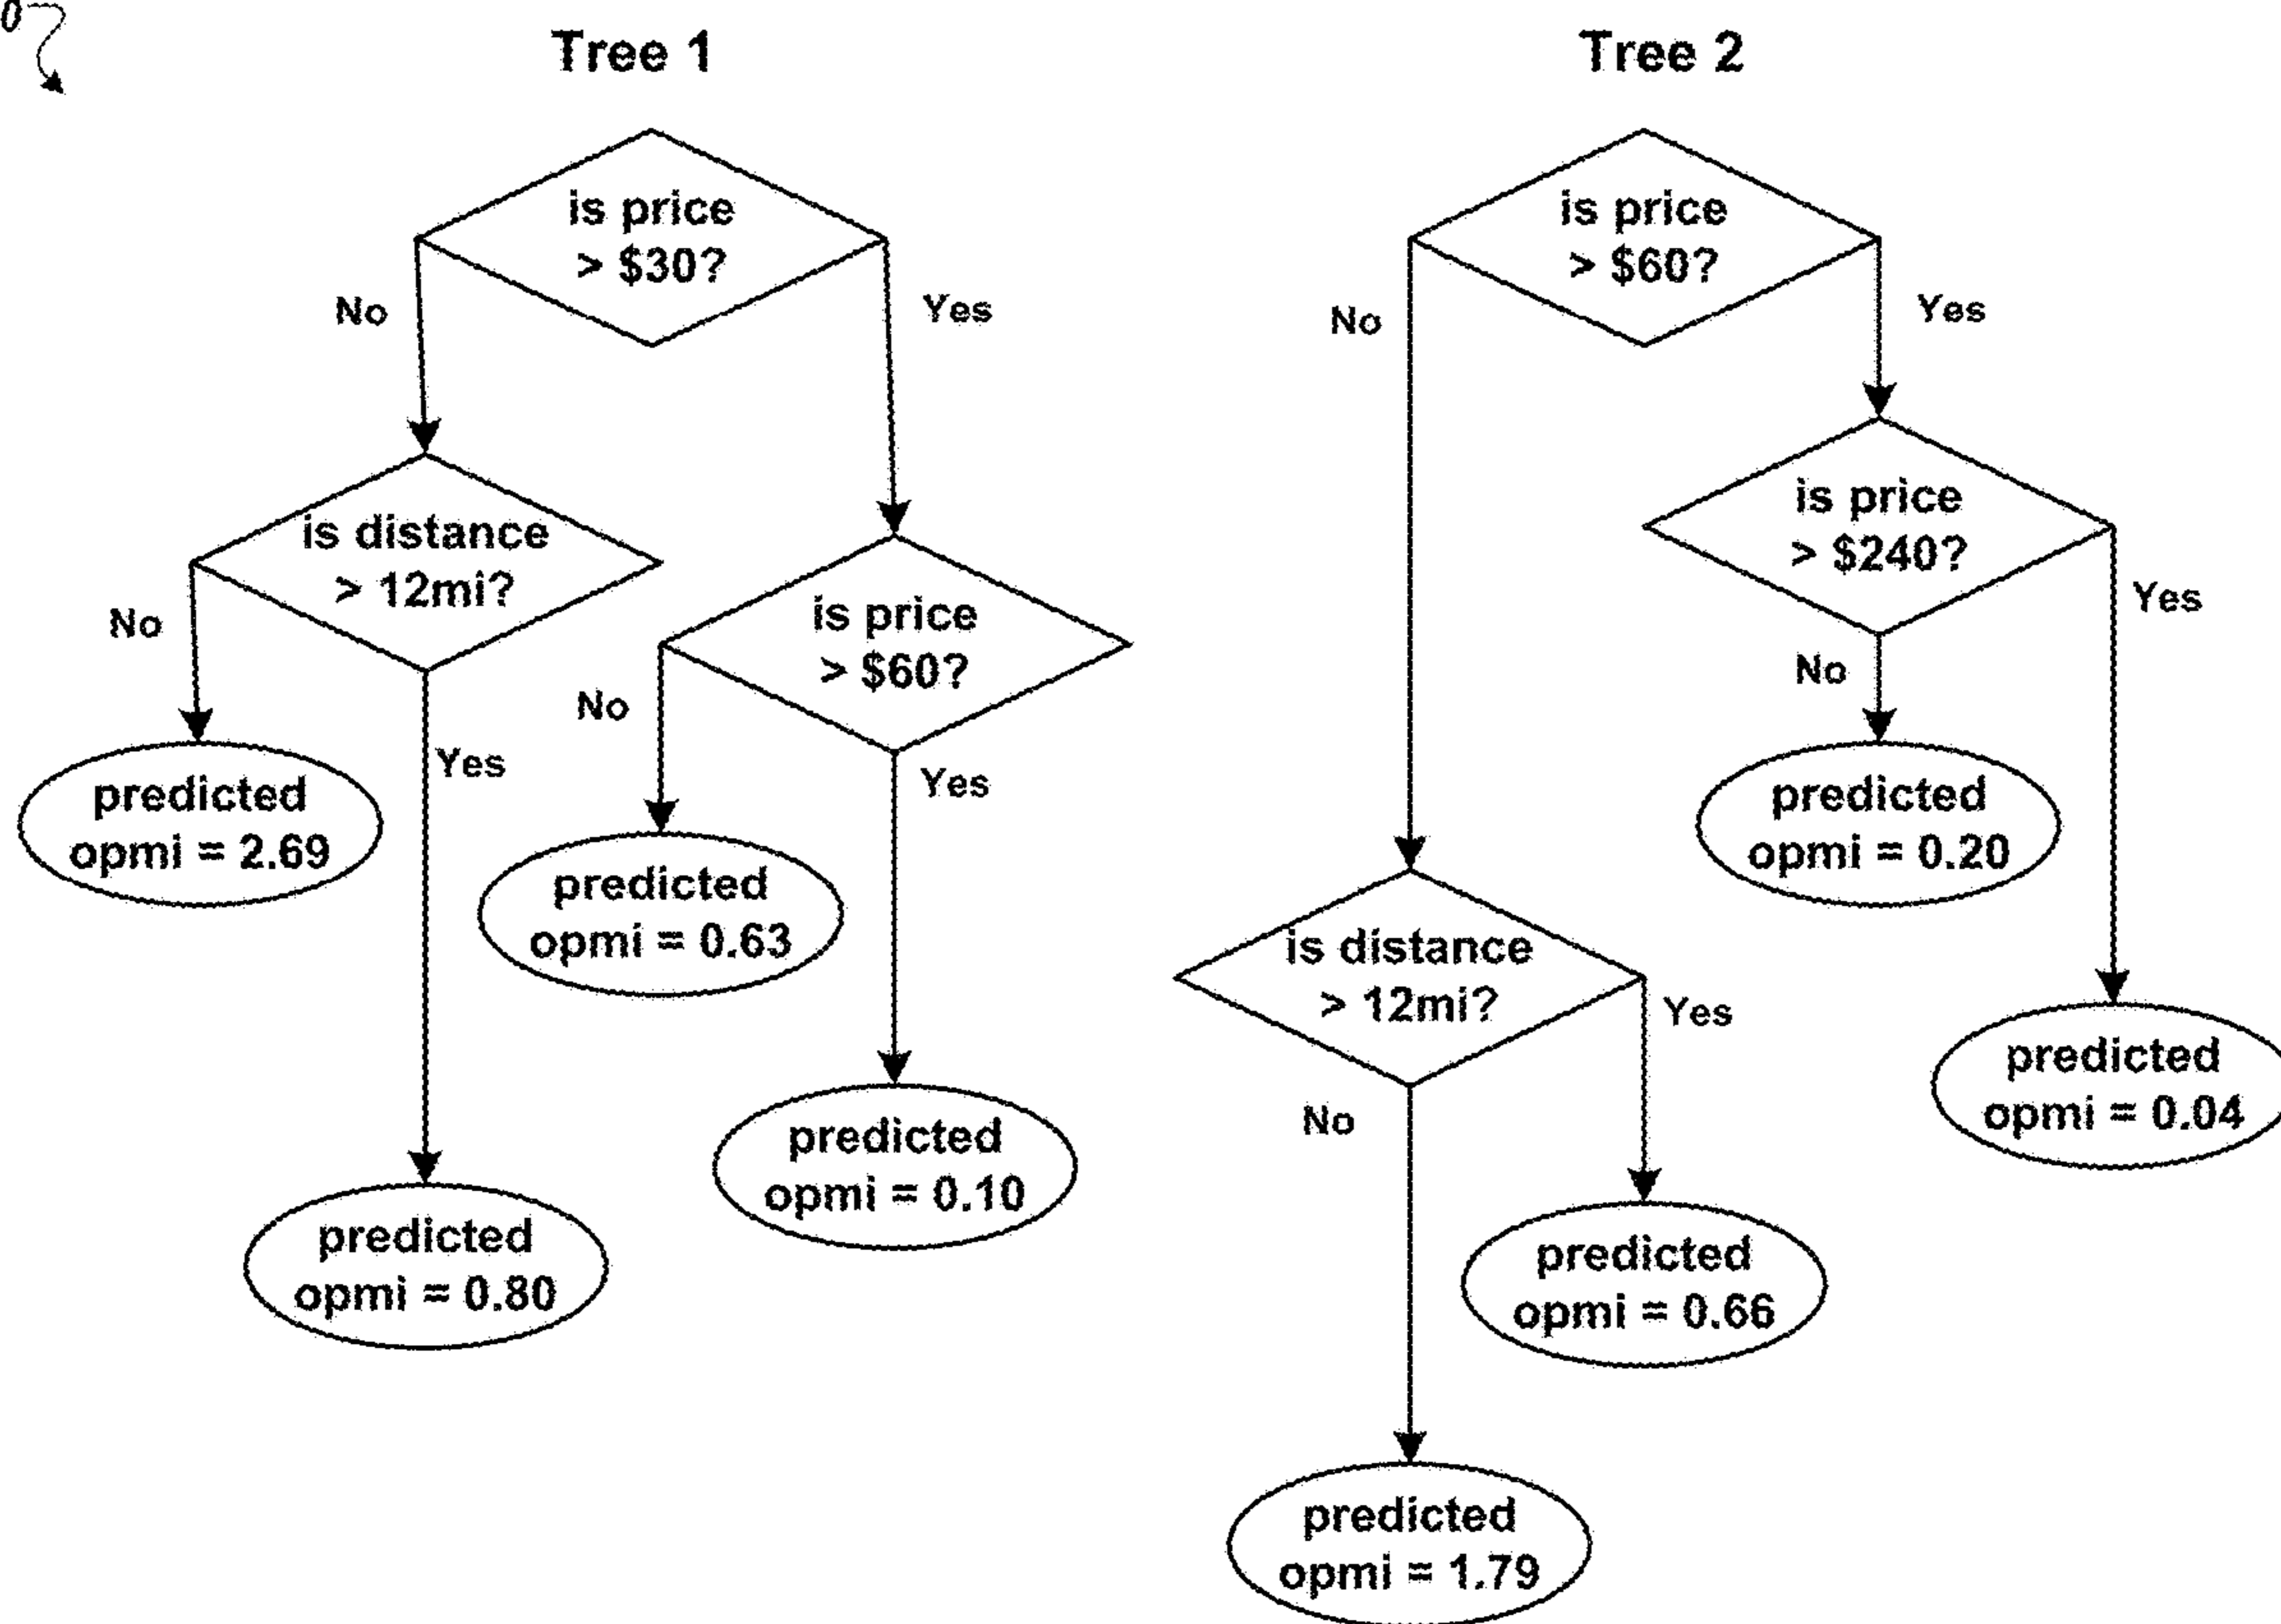 0
Tree 1
is price
> $30?
No
Yes
is distance
> 12mi?
No
Yes
is price
> $60?
No
Yes
predicted
opmi = 2.69
predicted
opmi = 0.63
predicted
opmi = 0.10
predicted
opmi = 0.80
Tree 2
is price
> $60?
No
Yes
is price
> $240?
No
Yes
predicted
opmi = 0.20
is distance
> 12mi?
No
Yes
predicted
opmi = 0.04
predicted
opmi = 0.66
predicted
opmi = 1.79